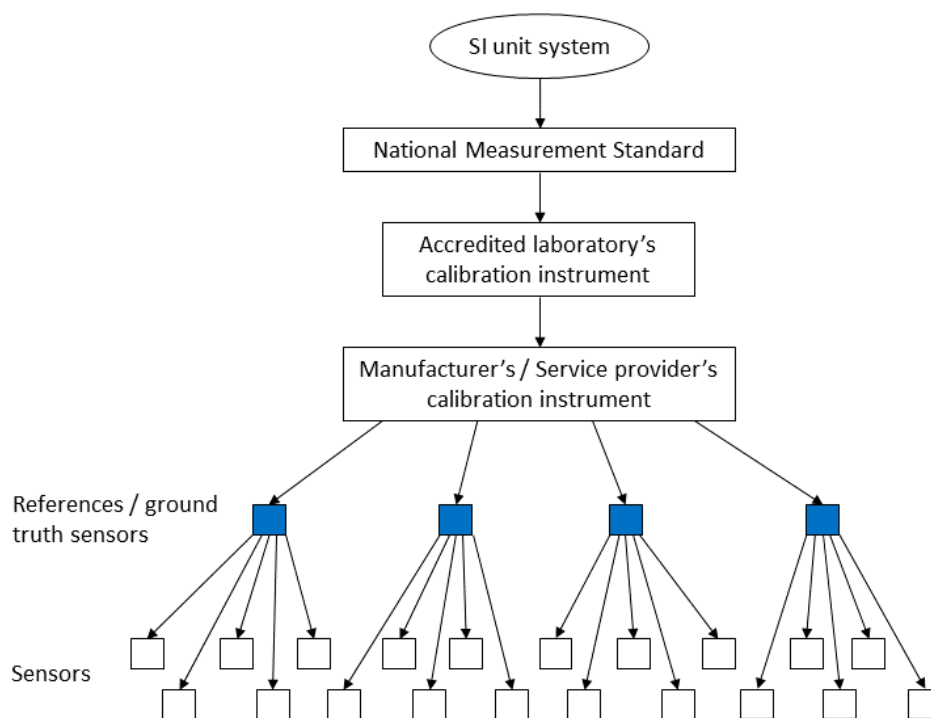 SI unit system
National Measurement Standard
Accredited laboratory’s
calibration instrument
Manufacturer’s / Service provider’s
calibration instrument
References / ground
truth sensors
Sensors